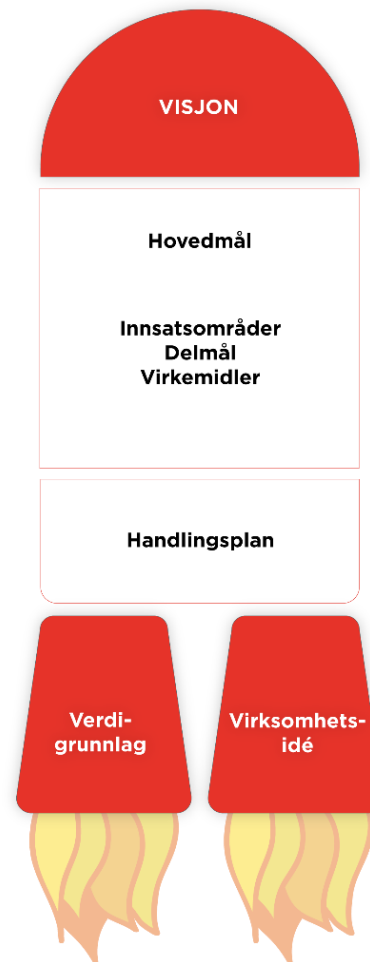 VISJON
Hovedmål
Innsatsområder
Delmål
Virkemidler
Handlingsplan
Verdi-
grunnlag
Virksomhets-
idé